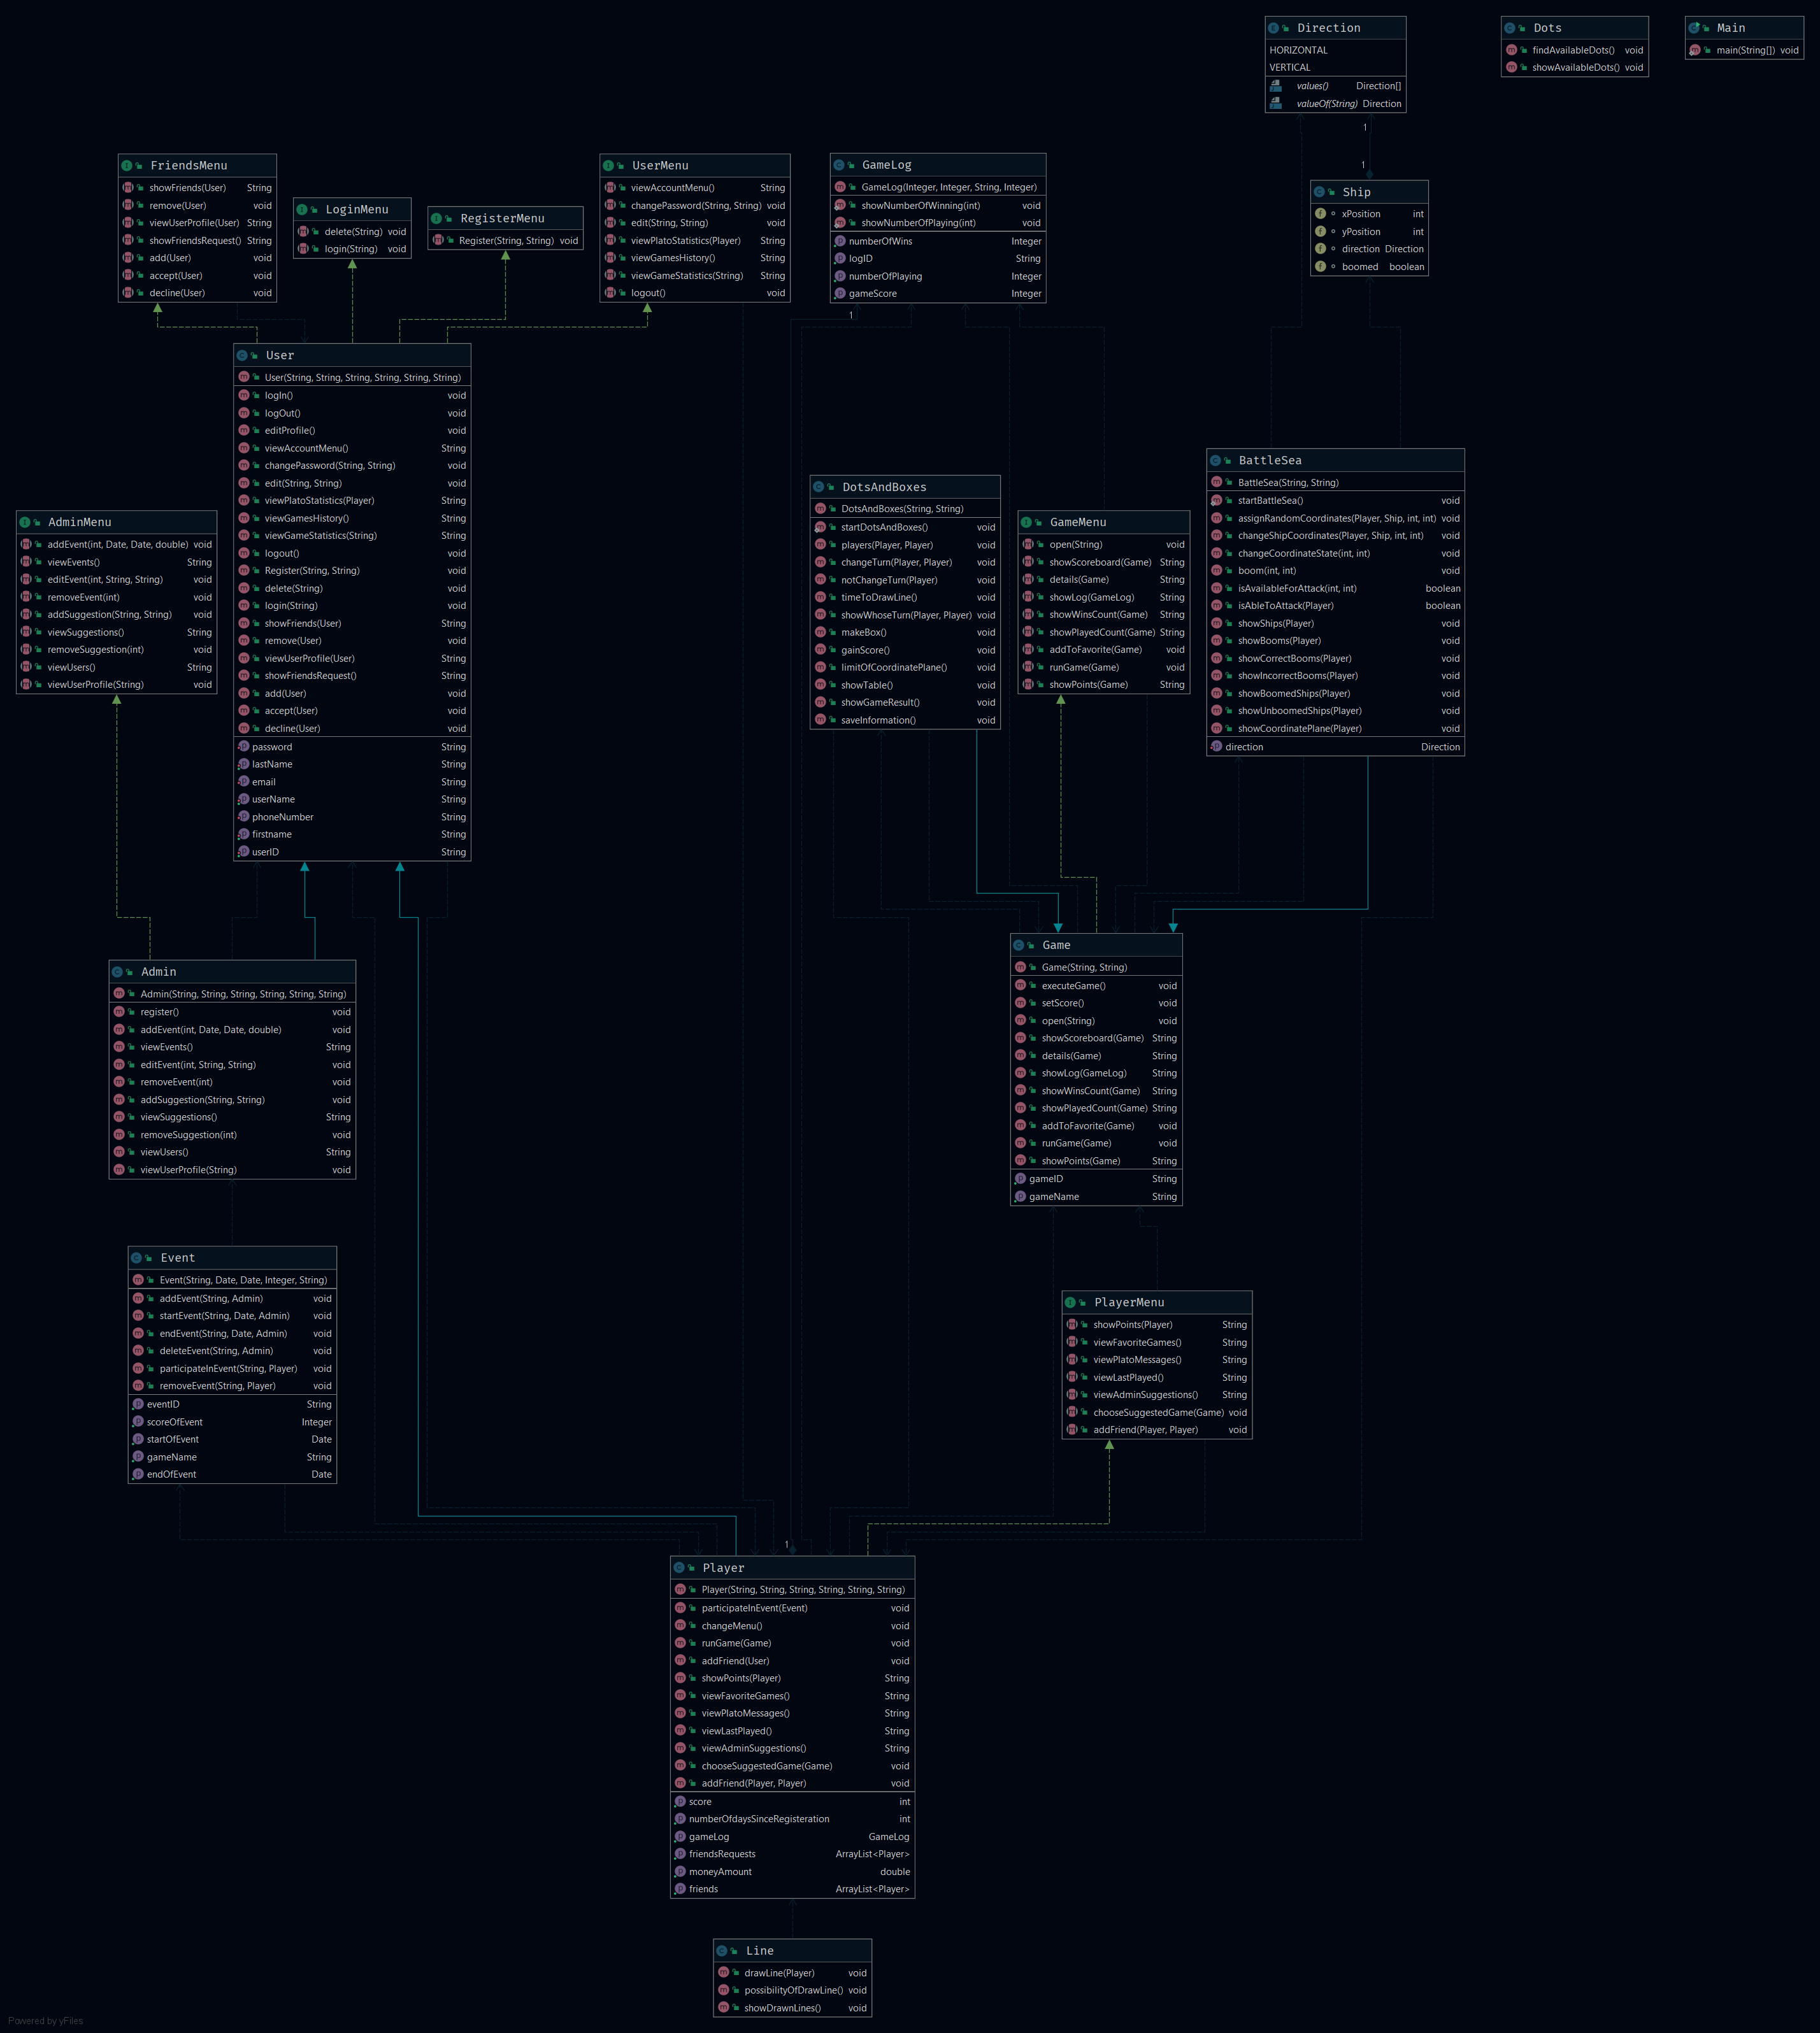 Direction
HORIZONTAL
VERTICAL
values() Direction[]
valueOf(String) Direction
Dots
findAvailableDots() void
showAvailableDots() void
Main
main(String[]) void
1
1
FriendsMenu
showFriends(User) String
remove(User) void
viewUserProfile(User) String
showFriendsRequest() String
add(User) void
accept(User) void
decline(User) void
LoginMenu
delete(String) void
login(String) void
RegisterMenu
Register(String, String) void
UserMenu
viewAccountMenu() String
changePassword(String, String) void
edit(String, String) void
viewPlatoStatistics(Player) String
viewGamesHistory() String
viewGameStatistics(String) String
logout() void
GameLog
GameLog(Integer, Integer, String, Integer)
showNumberOfWinning(int) void
showNumberOfPlaying(int) void
numberOfWins Integer
logID String
numberOfPlaying Integer
gameScore Integer
1
Ship
xPosition int
yPosition int
direction Direction
boomed boolean
User
User(String, String, String, String, String, String)
logIn() void
logOut() void
editProfile() void
viewAccountMenu() String
changePassword(String, String) void
edit(String, String) void
viewPlatoStatistics(Player) String
viewGamesHistory() String
viewGameStatistics(String) String
logout() void
Register(String, String) void
delete(String) void
login(String) void
showFriends(User) String
remove(User) void
viewUserProfile(User) String
showFriendsRequest() String
add(User) void
accept(User) void
decline(User) void
password String
lastName String
email String
userName String
phoneNumber String
firstname String
userID String
AdminMenu
addEvent(int, Date, Date, double) void
viewEvents() String
editEvent(int, String, String) void
removeEvent(int) void
addSuggestion(String, String) void
viewSuggestions() String
removeSuggestion(int) void
viewUsers() String
viewUserProfile(String) void
DotsAndBoxes
DotsAndBoxes(String, String)
startDotsAndBoxes() void
players(Player, Player) void
changeTurn(Player, Player) void
notChangeTurn(Player) void
timeToDrawLine() void
showWhoseTurn(Player, Player) void
makeBox() void
gainScore() void
limitOfCoordinatePlane() void
showTable() void
showGameResult() void
saveInformation() void
GameMenu
open(String) void
showScoreboard(Game) String
details(Game) String
showLog(GameLog) String
showWinsCount(Game) String
showPlayedCount(Game) String
addToFavorite(Game) void
runGame(Game) void
showPoints(Game) String
BattleSea
BattleSea(String, String)
startBattleSea() void
assignRandomCoordinates(Player, Ship, int, int) void
changeShipCoordinates(Player, Ship, int, int) void
changeCoordinateState(int, int) void
boom(int, int) void
isAvailableForAttack(int, int) boolean
isAbleToAttack(Player) boolean
showShips(Player) void
showBooms(Player) void
showCorrectBooms(Player) void
showIncorrectBooms(Player) void
showBoomedShips(Player) void
showUnboomedShips(Player) void
showCoordinatePlane(Player) void
direction Direction
Admin
Admin(String, String, String, String, String, String)
register() void
addEvent(int, Date, Date, double) void
viewEvents() String
editEvent(int, String, String) void
removeEvent(int) void
addSuggestion(String, String) void
viewSuggestions() String
removeSuggestion(int) void
viewUsers() String
viewUserProfile(String) void
Game
Game(String, String)
executeGame() void
setScore() void
open(String) void
showScoreboard(Game) String
details(Game) String
showLog(GameLog) String
showWinsCount(Game) String
showPlayedCount(Game) String
addToFavorite(Game) void
runGame(Game) void
showPoints(Game) String
gameID String
gameName String
Event
Event(String, Date, Date, Integer, String)
addEvent(String, Admin) void
startEvent(String, Date, Admin) void
endEvent(String, Date, Admin) void
deleteEvent(String, Admin) void
participateInEvent(String, Player) void
removeEvent(String, Player) void
eventID String
scoreOfEvent Integer
startOfEvent Date
gameName String
endOfEvent Date
PlayerMenu
showPoints(Player) String
viewFavoriteGames() String
viewPlatoMessages() String
viewLastPlayed() String
viewAdminSuggestions() String
chooseSuggestedGame(Game) void
addFriend(Player, Player) void
1
Player
Player(String, String, String, String, String, String)
participateInEvent(Event) void
changeMenu() void
runGame(Game) void
addFriend(User) void
showPoints(Player) String
viewFavoriteGames() String
viewPlatoMessages() String
viewLastPlayed() String
viewAdminSuggestions() String
chooseSuggestedGame(Game) void
addFriend(Player, Player) void
score int
numberOfdaysSinceRegisteration int
gameLog GameLog
friendsRequests ArrayList<Player>
moneyAmount double
friends ArrayList<Player>
Line
drawLine(Player) void
possibilityOfDrawLine() void
showDrawnLines() void
Powered by yFiles